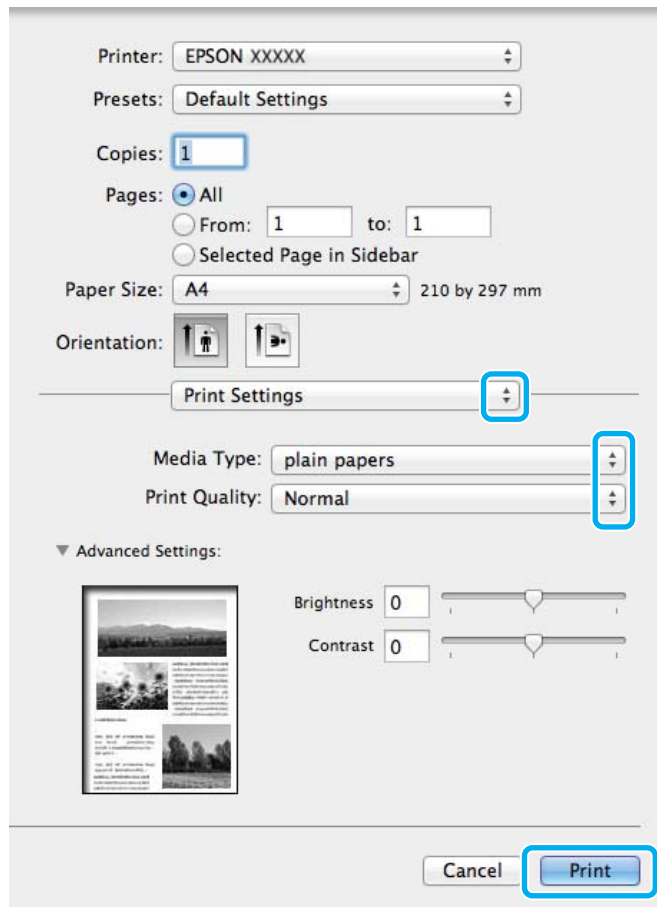 Printer: EPSON XXXXX
Presets: Default Settings
Copies: 1
Pages: All
From: 1 to: 1
Selected Page in Sidebar
Paper Size: A4 210 by 297 mm
Orientation:
Print Settings
Media Type: plain papers
Print Quality: Normal
Advanced Settings:
Brightness 0
Contrast 0
Cancel Print